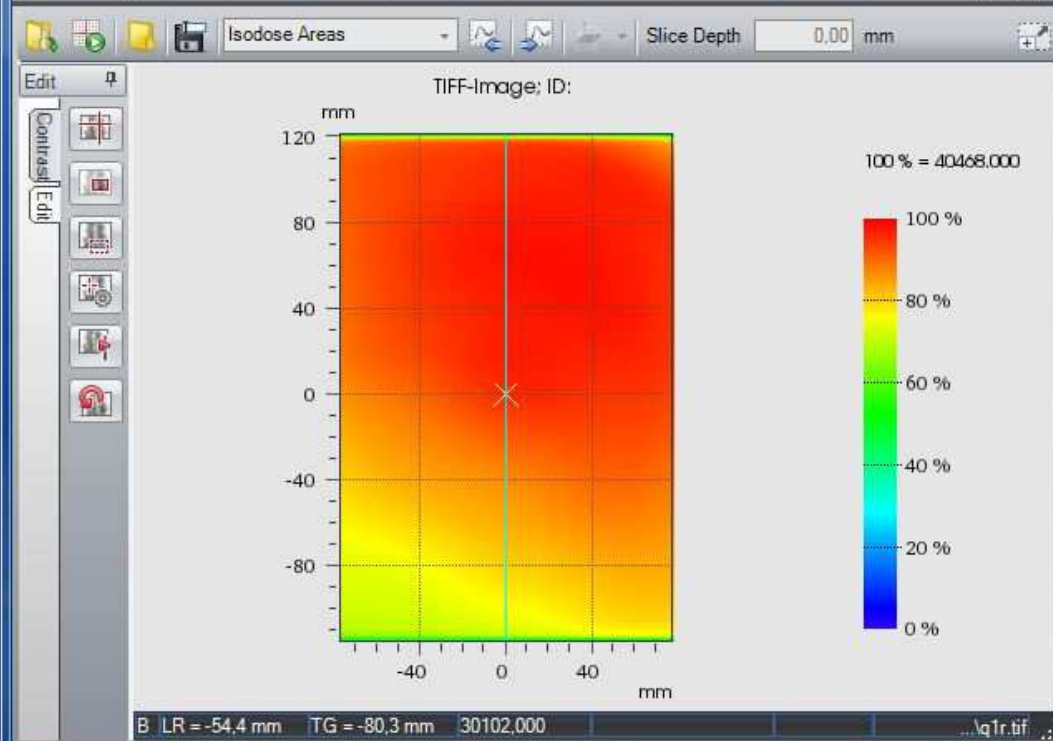 Isodose Areas
Slice Depth 0,00 mm
Edit
Contrast
Edit
TIFF-Image; ID:
mm
120
80
40
0
-40
-80
-40 0 40
mm
100 % = 40468.000
100 %
80 %
60 %
40 %
20 %
0 %
B LR = -54,4 mm TG = -80,3 mm 30102,000 ...\q1r.tif